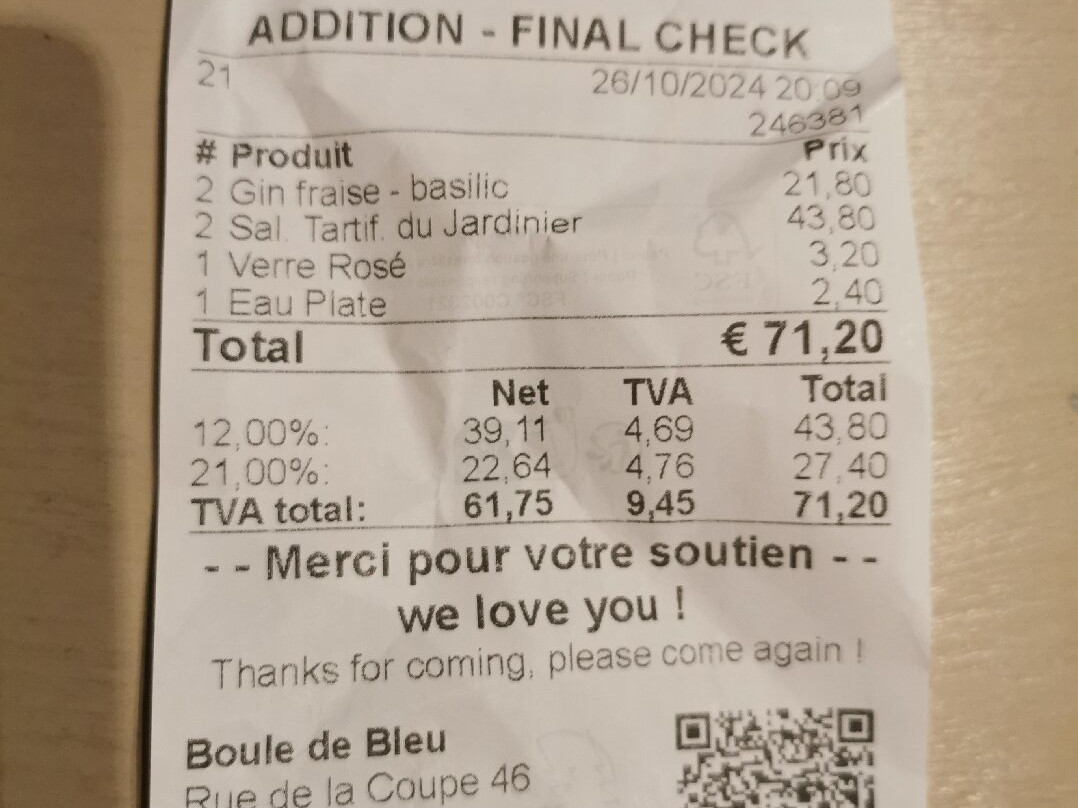 ADDITION - FINAL CHECK
21 26/10/2024 20:09
246381
# Produit Prix
2 Gin fraise - basilic 21,80
2 Sal. Tartif. du Jardinier 43,80
1 Verre Rosé 3,20
1 Eau Plate 2,40
Total € 71,20
Net TVA Total
12,00%: 39,11 4,69 43,80
21,00%: 22,64 4,76 27,40
TVA total: 61,75 9,45 71,20
- - Merci pour votre soutien - -
we love you !
Thanks for coming, please come again !
Boule de Bleu
Rue de la Coupe 46